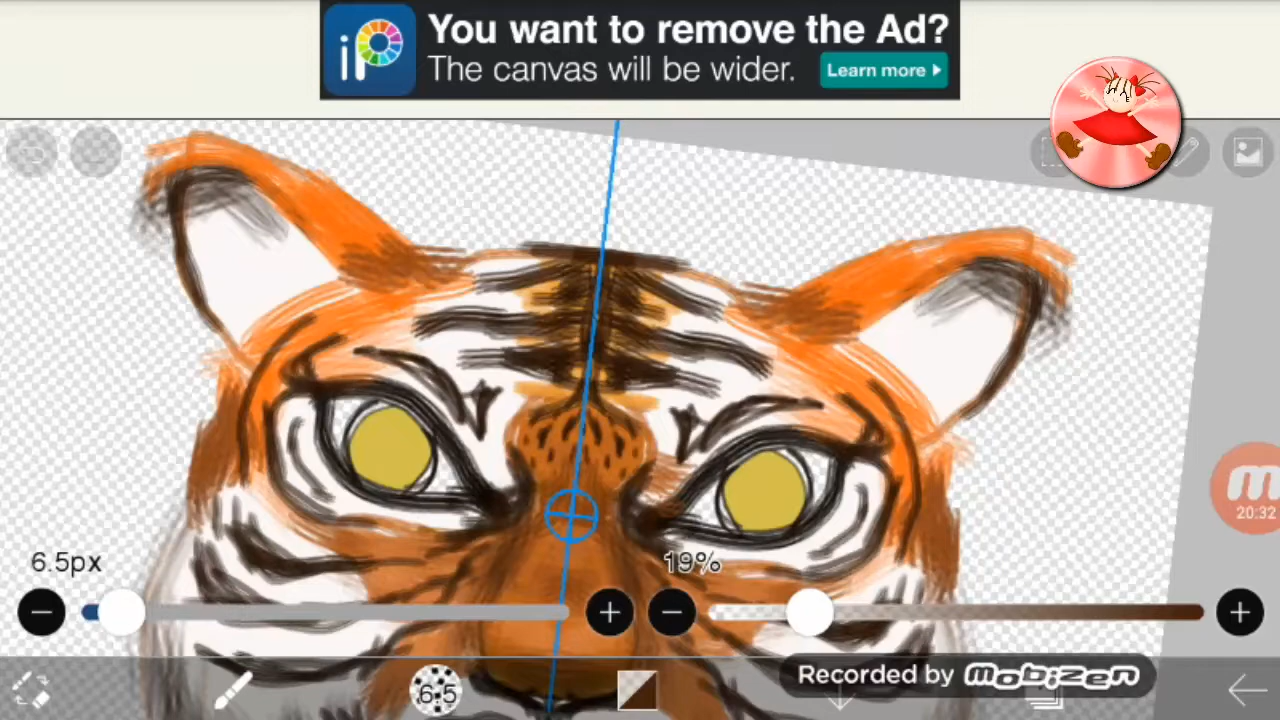 iP
You want to remove the Ad?
The canvas will be wider.
Learn more
20:32
6.5px
19%
6.5
Recorded by mobizen